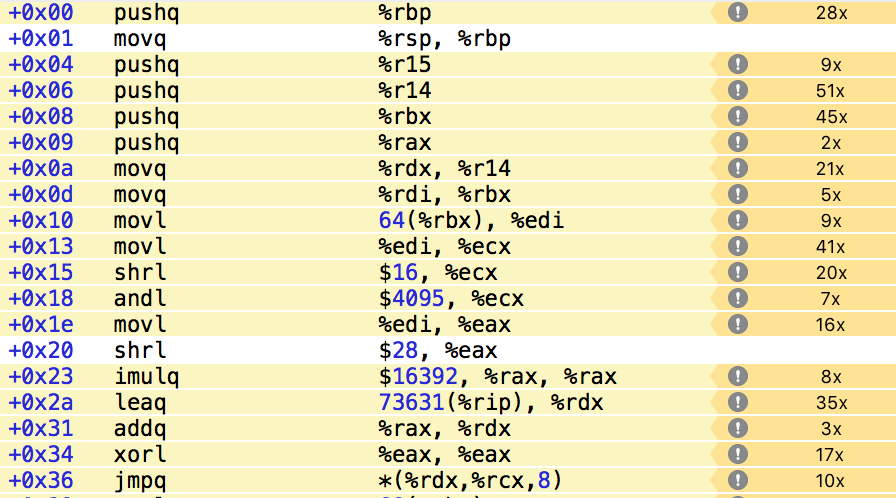 +0x00 pushq %rbp 28x
+0x01 movq %rsp, %rbp
+0x04 pushq %r15 9x
+0x06 pushq %r14 51x
+0x08 pushq %rbx 45x
+0x09 pushq %rax 2x
+0x0a movq %rdx, %r14 21x
+0x0d movq %rdi, %rbx 5x
+0x10 movl 64(%rbx), %edi 9x
+0x13 movl %edi, %ecx 41x
+0x15 shrl $16, %ecx 20x
+0x18 andl $4095, %ecx 7x
+0x1e movl %edi, %eax 16x
+0x20 shrl $28, %eax
+0x23 imulq $16392, %rax, %rax 8x
+0x2a leaq 73631(%rip), %rdx 35x
+0x31 addq %rax, %rdx 3x
+0x34 xorl %eax, %eax 17x
+0x36 jmpq *(%rdx,%rcx,8) 10x